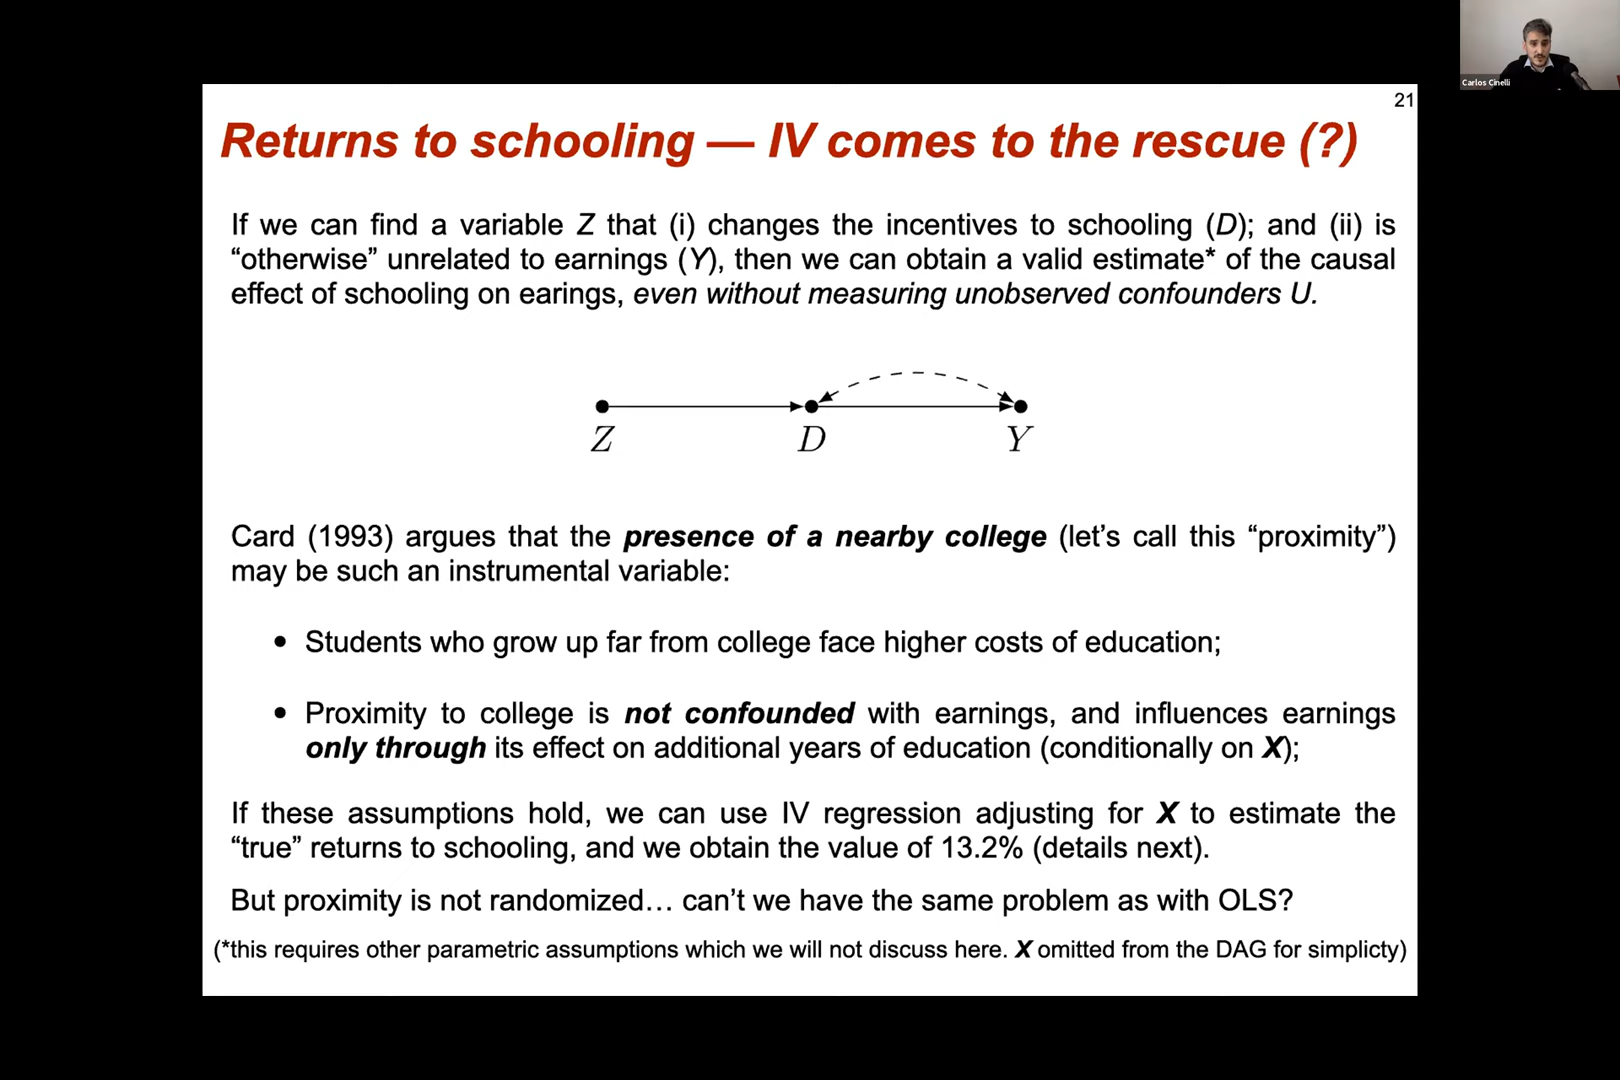 Carlos Cinelli
21
Returns to schooling — IV comes to the rescue (?)
If we can find a variable Z that (i) changes the incentives to schooling (D); and (ii) is
“otherwise” unrelated to earnings (Y), then we can obtain a valid estimate* of the causal
effect of schooling on earings, even without measuring unobserved confounders U.
Z D Y
Card (1993) argues that the presence of a nearby college (let’s call this “proximity”)
may be such an instrumental variable:
• Students who grow up far from college face higher costs of education;
• Proximity to college is not confounded with earnings, and influences earnings
only through its effect on additional years of education (conditionally on X);
If these assumptions hold, we can use IV regression adjusting for X to estimate the
“true” returns to schooling, and we obtain the value of 13.2% (details next).
But proximity is not randomized… can’t we have the same problem as with OLS?
(*this requires other parametric assumptions which we will not discuss here. X omitted from the DAG for simplicty)